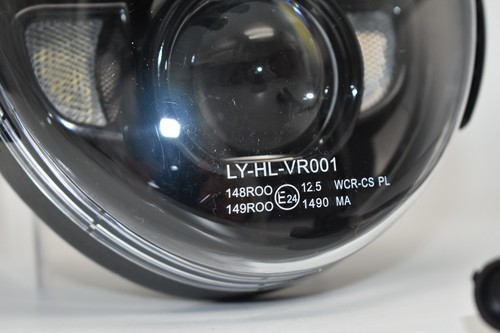 LY-HL-VR001
148ROO E24 12.5 WCR-CS PL
149ROO 1490 MA